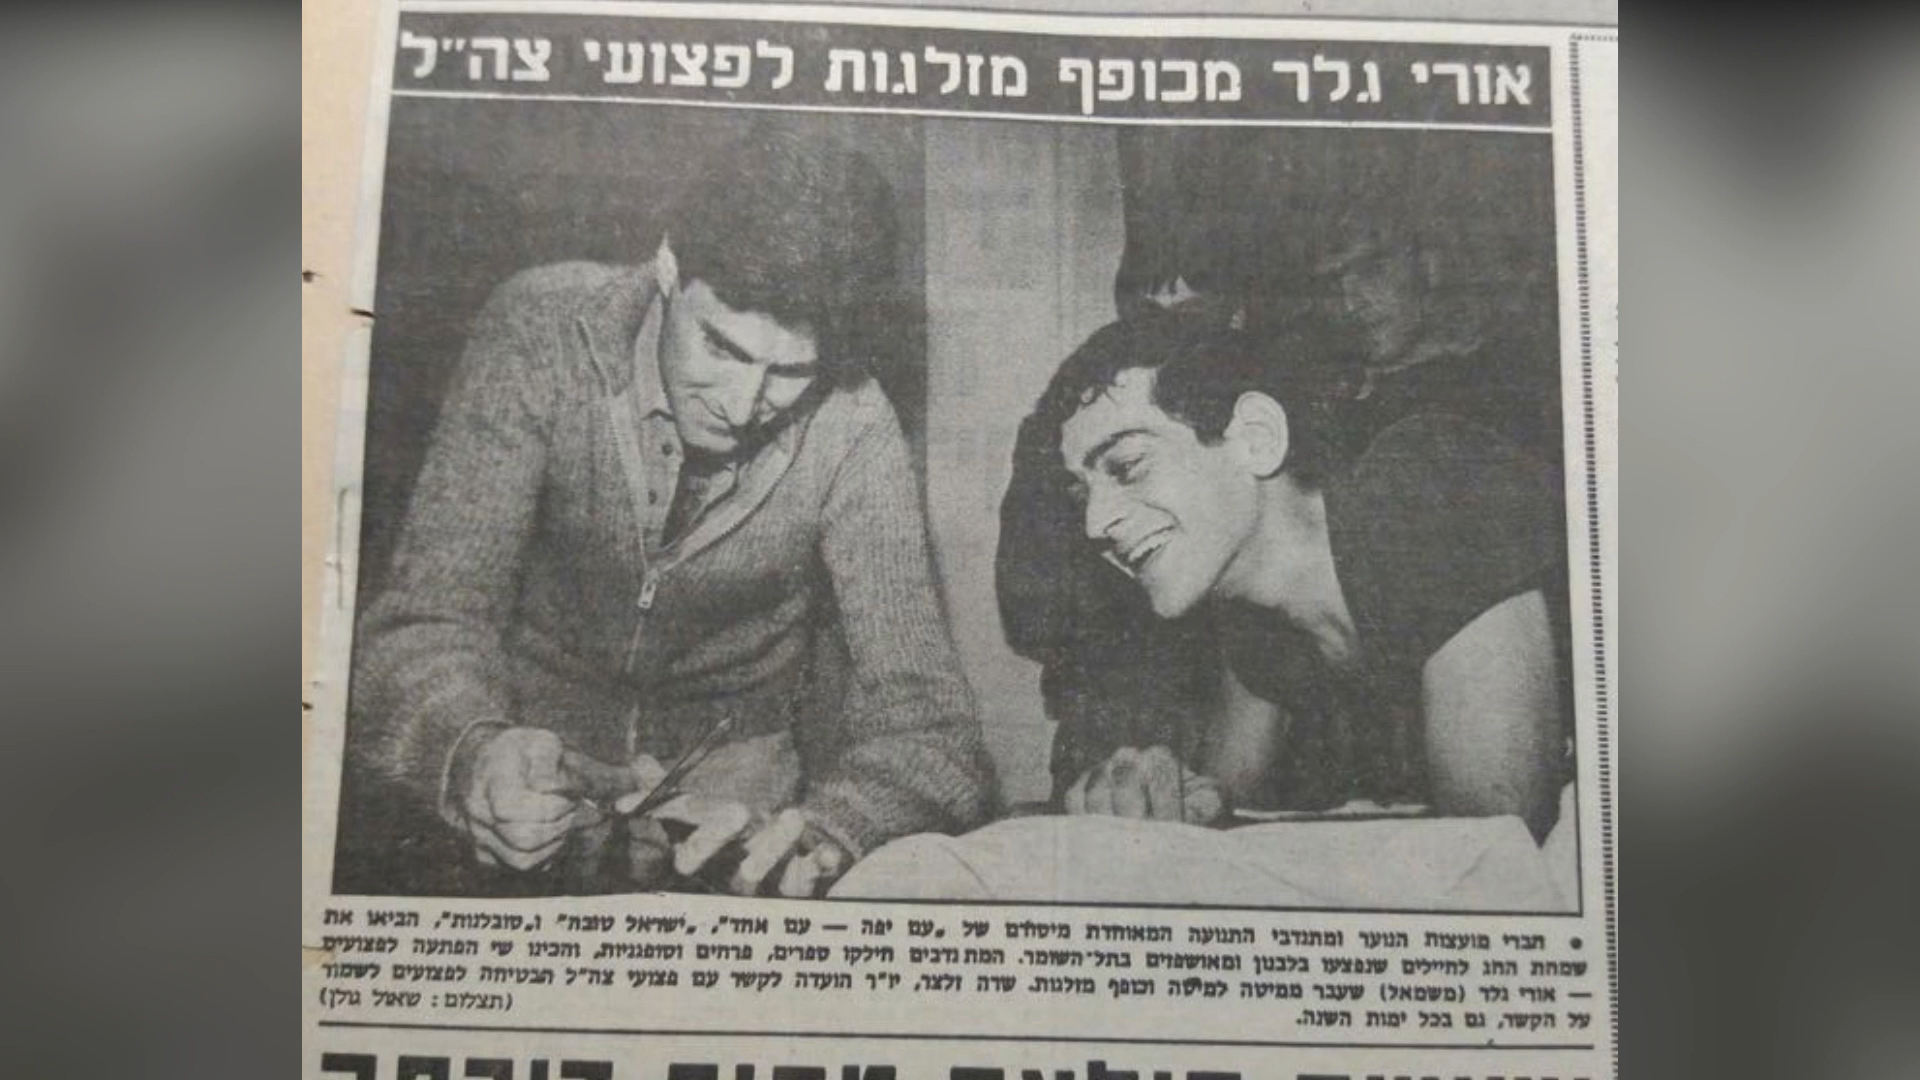 אורי גלר מכופף מזלגות לפצועי צה״ל
• חברי מועצות הנוער ומתנדבי התנועה המאוחדת מיסודם של „עם יפה — עם אחד״, „ישראל טובה״ ו„סובלנות״, הביאו את
שמחת החג לחיילים שנפצעו בלבנון ומאושפזים בתל־השומר. המתנדבים חילקו ספרים, פרחים וסופגניות, והכינו שי הפתעה לפצועים
— אורי גלר (משמאל) שעבר ממיטה למיטה וכופף מזלגות. שרה זלצר, יו״ר הועדה לקשר עם פצועי צה״ל הבטיחה לפצועים לשמור
על הקשר, גם בכל ימות השנה. (תצלום: שאול גולן)